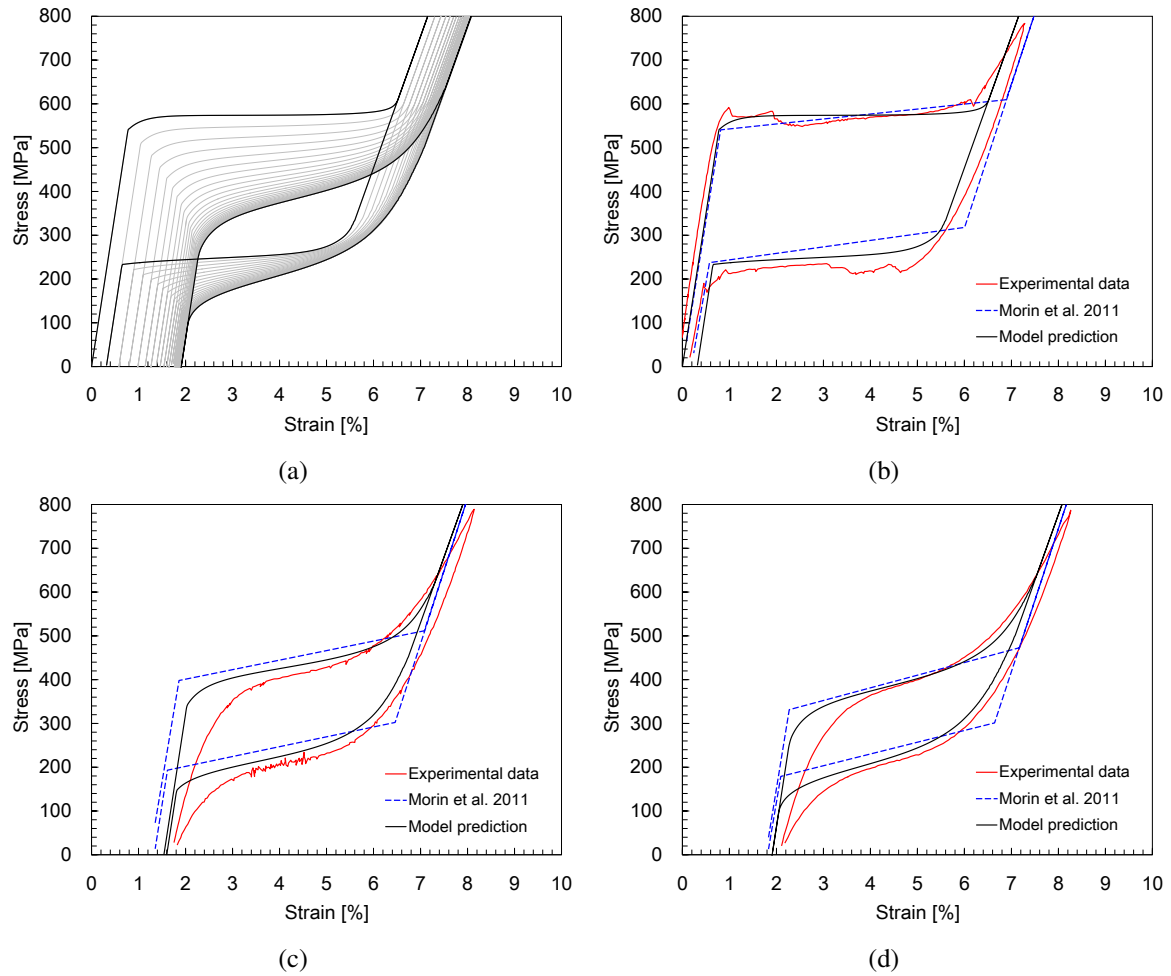 800
700
600
500
400
300
200
100
0
Stress [MPa]
0 1 2 3 4 5 6 7 8 9 10
Strain [%]
(a)
800
700
600
500
400
300
200
100
0
Stress [MPa]
Experimental data
Morin et al. 2011
Model prediction
0 1 2 3 4 5 6 7 8 9 10
Strain [%]
(b)
800
700
600
500
400
300
200
100
0
Stress [MPa]
Experimental data
Morin et al. 2011
Model prediction
0 1 2 3 4 5 6 7 8 9 10
Strain [%]
(c)
800
700
600
500
400
300
200
100
0
Stress [MPa]
Experimental data
Morin et al. 2011
Model prediction
0 1 2 3 4 5 6 7 8 9 10
Strain [%]
(d)